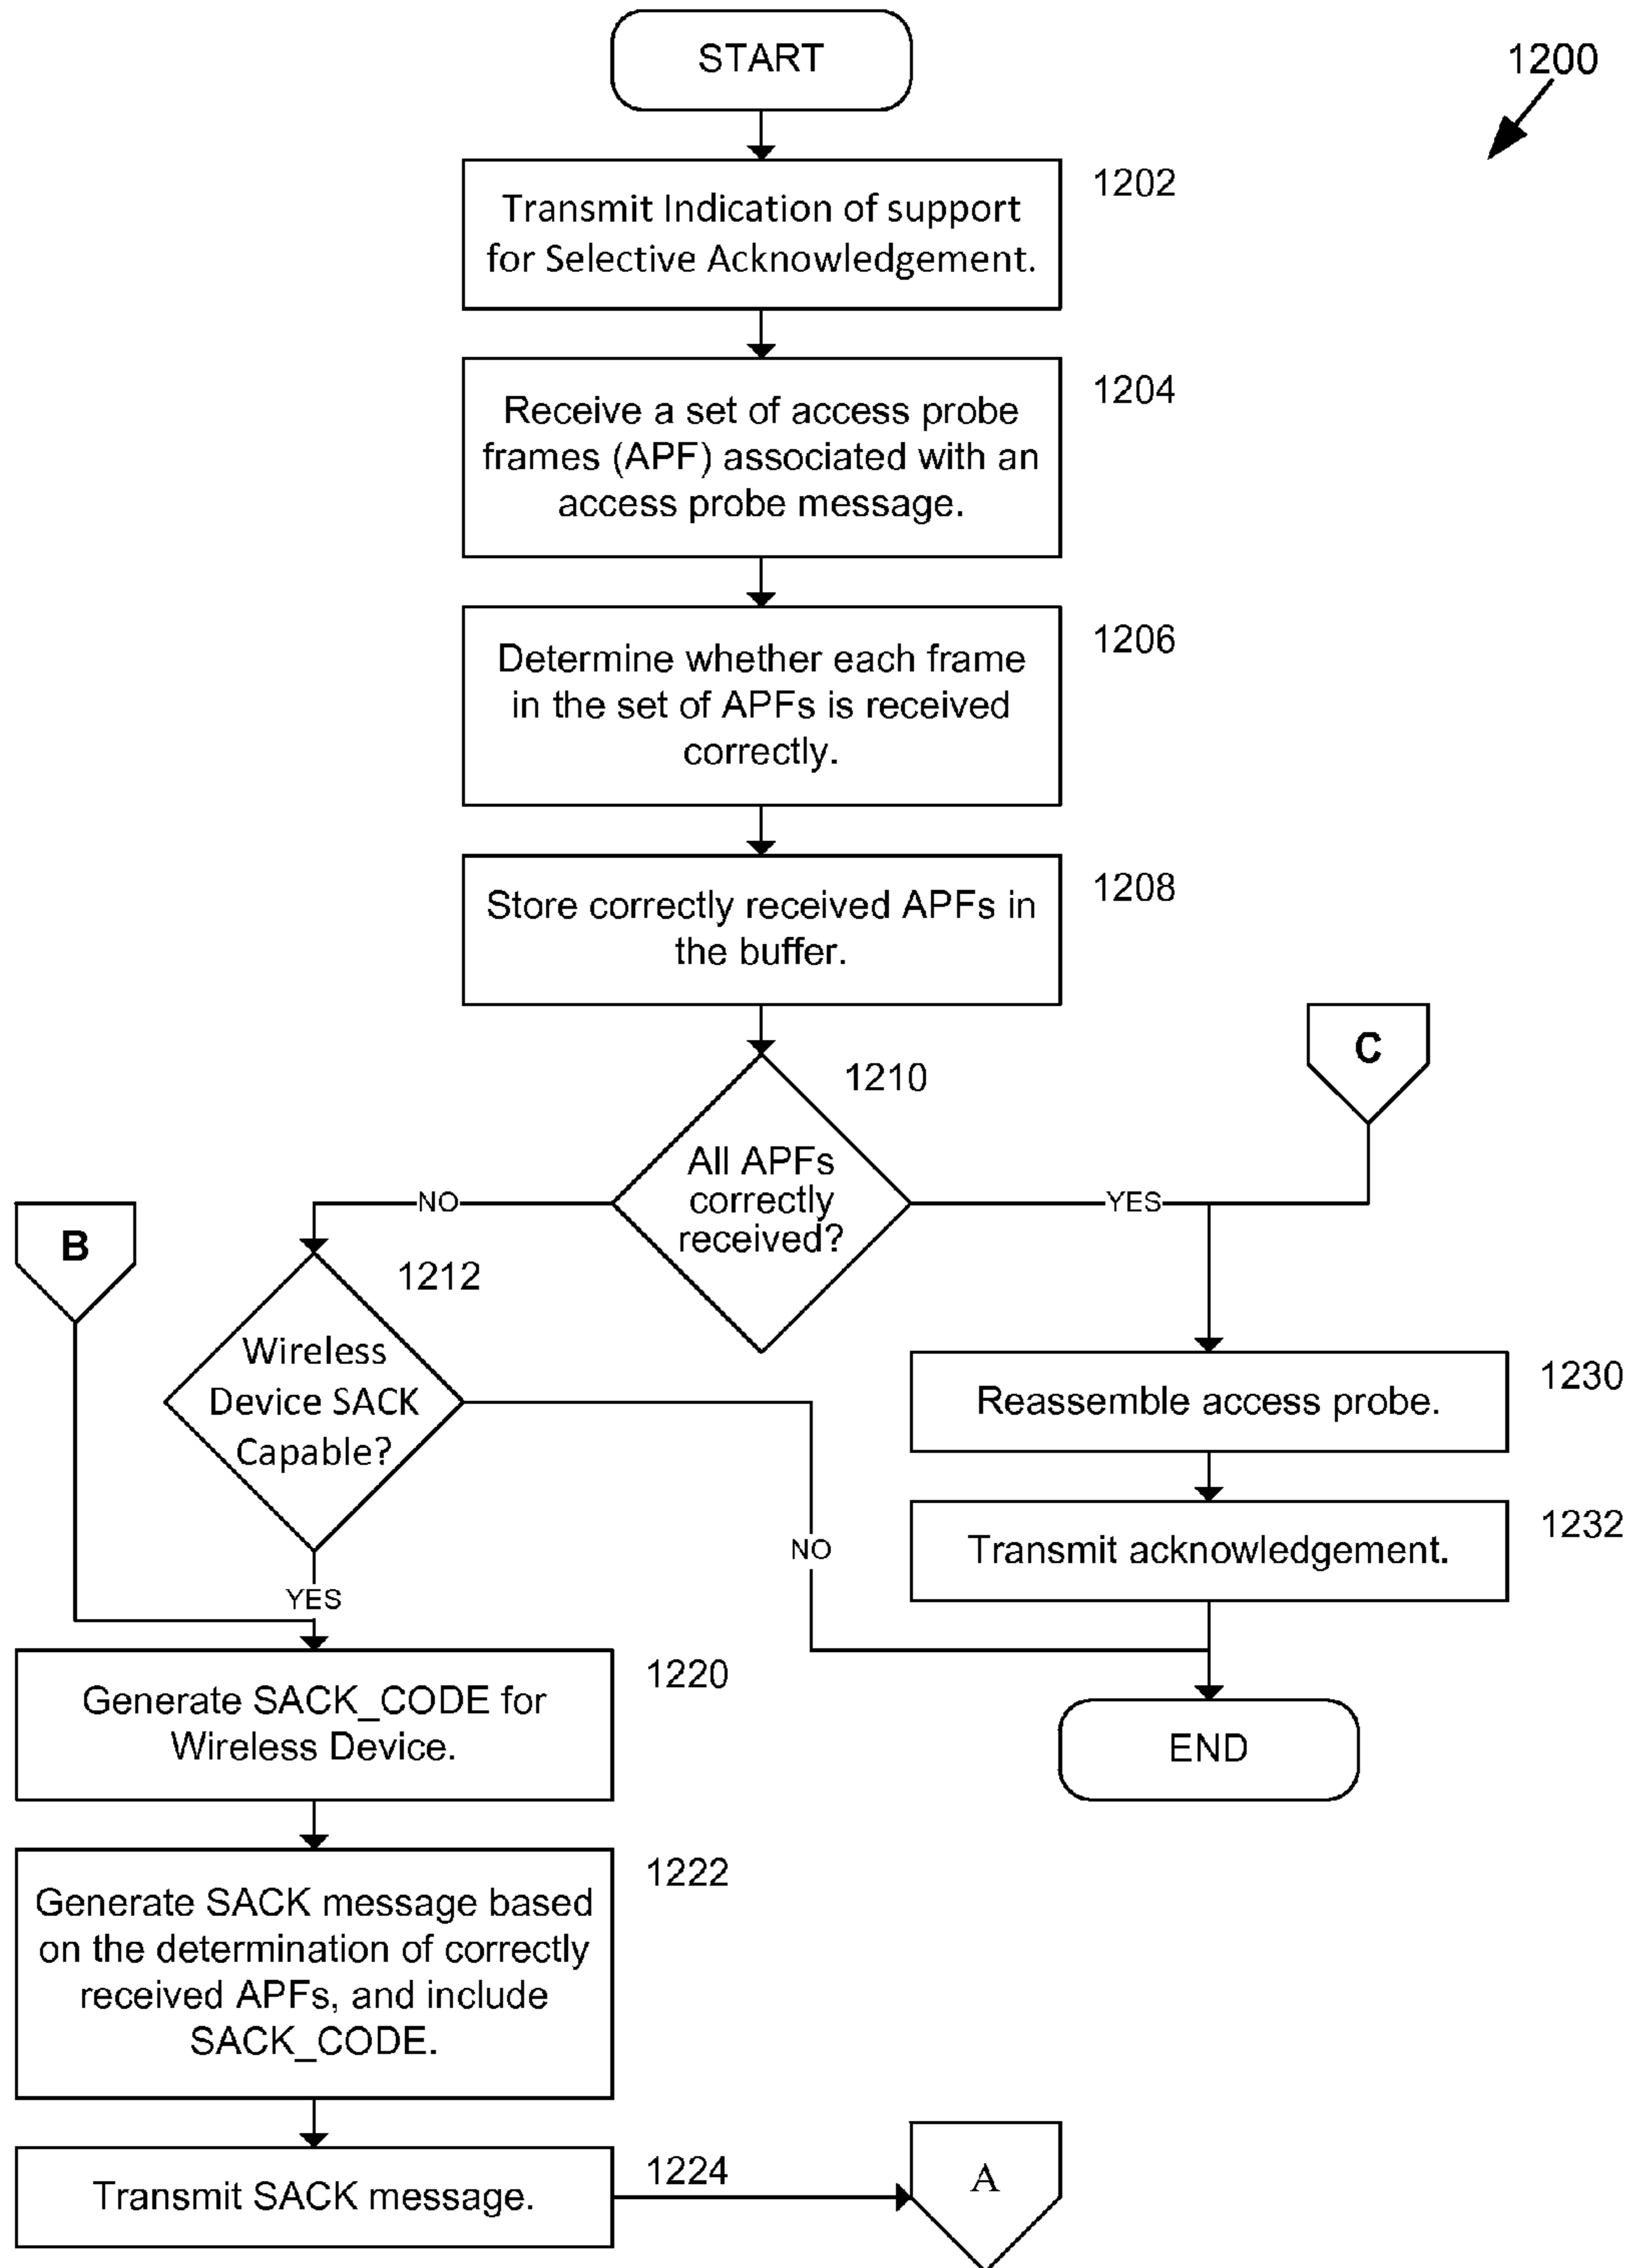 START
1200
1202
Transmit Indication of support
for Selective Acknowledgement.
1204
Receive a set of access probe
frames (APF) associated with an
access probe message.
1206
Determine whether each frame
in the set of APFs is received
correctly.
1208
Store correctly received APFs in
the buffer.
C
1210
All APFs
correctly
received?
NO
YES
B
1212
Wireless
Device SACK
Capable?
NO
YES
1230
Reassemble access probe.
1232
Transmit acknowledgement.
END
1220
Generate SACK_CODE for
Wireless Device.
1222
Generate SACK message based
on the determination of correctly
received APFs, and include
SACK_CODE.
1224
Transmit SACK message.
A